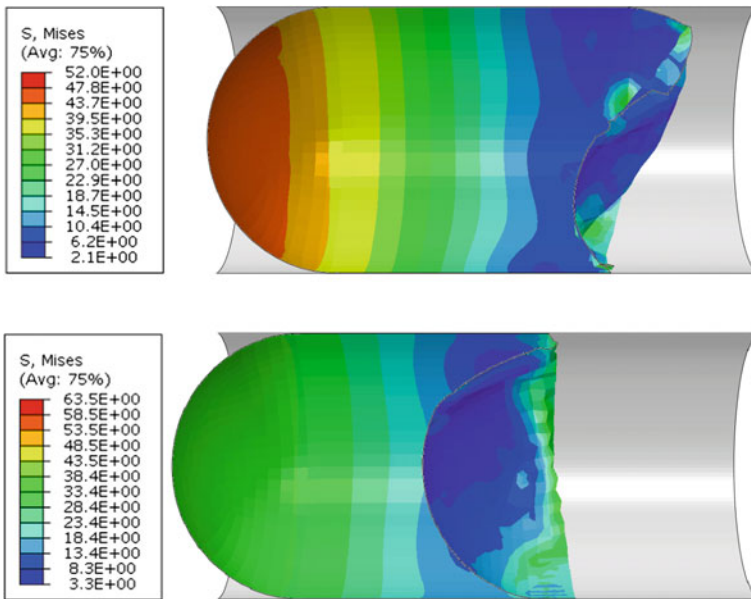 S, Mises
(Avg: 75%)
52.0E+00
47.8E+00
43.7E+00
39.5E+00
35.3E+00
31.2E+00
27.0E+00
22.9E+00
18.7E+00
14.5E+00
10.4E+00
6.2E+00
2.1E+00
S, Mises
(Avg: 75%)
63.5E+00
58.5E+00
53.5E+00
48.5E+00
43.5E+00
38.4E+00
33.4E+00
28.4E+00
23.4E+00
18.4E+00
13.4E+00
8.3E+00
3.3E+00